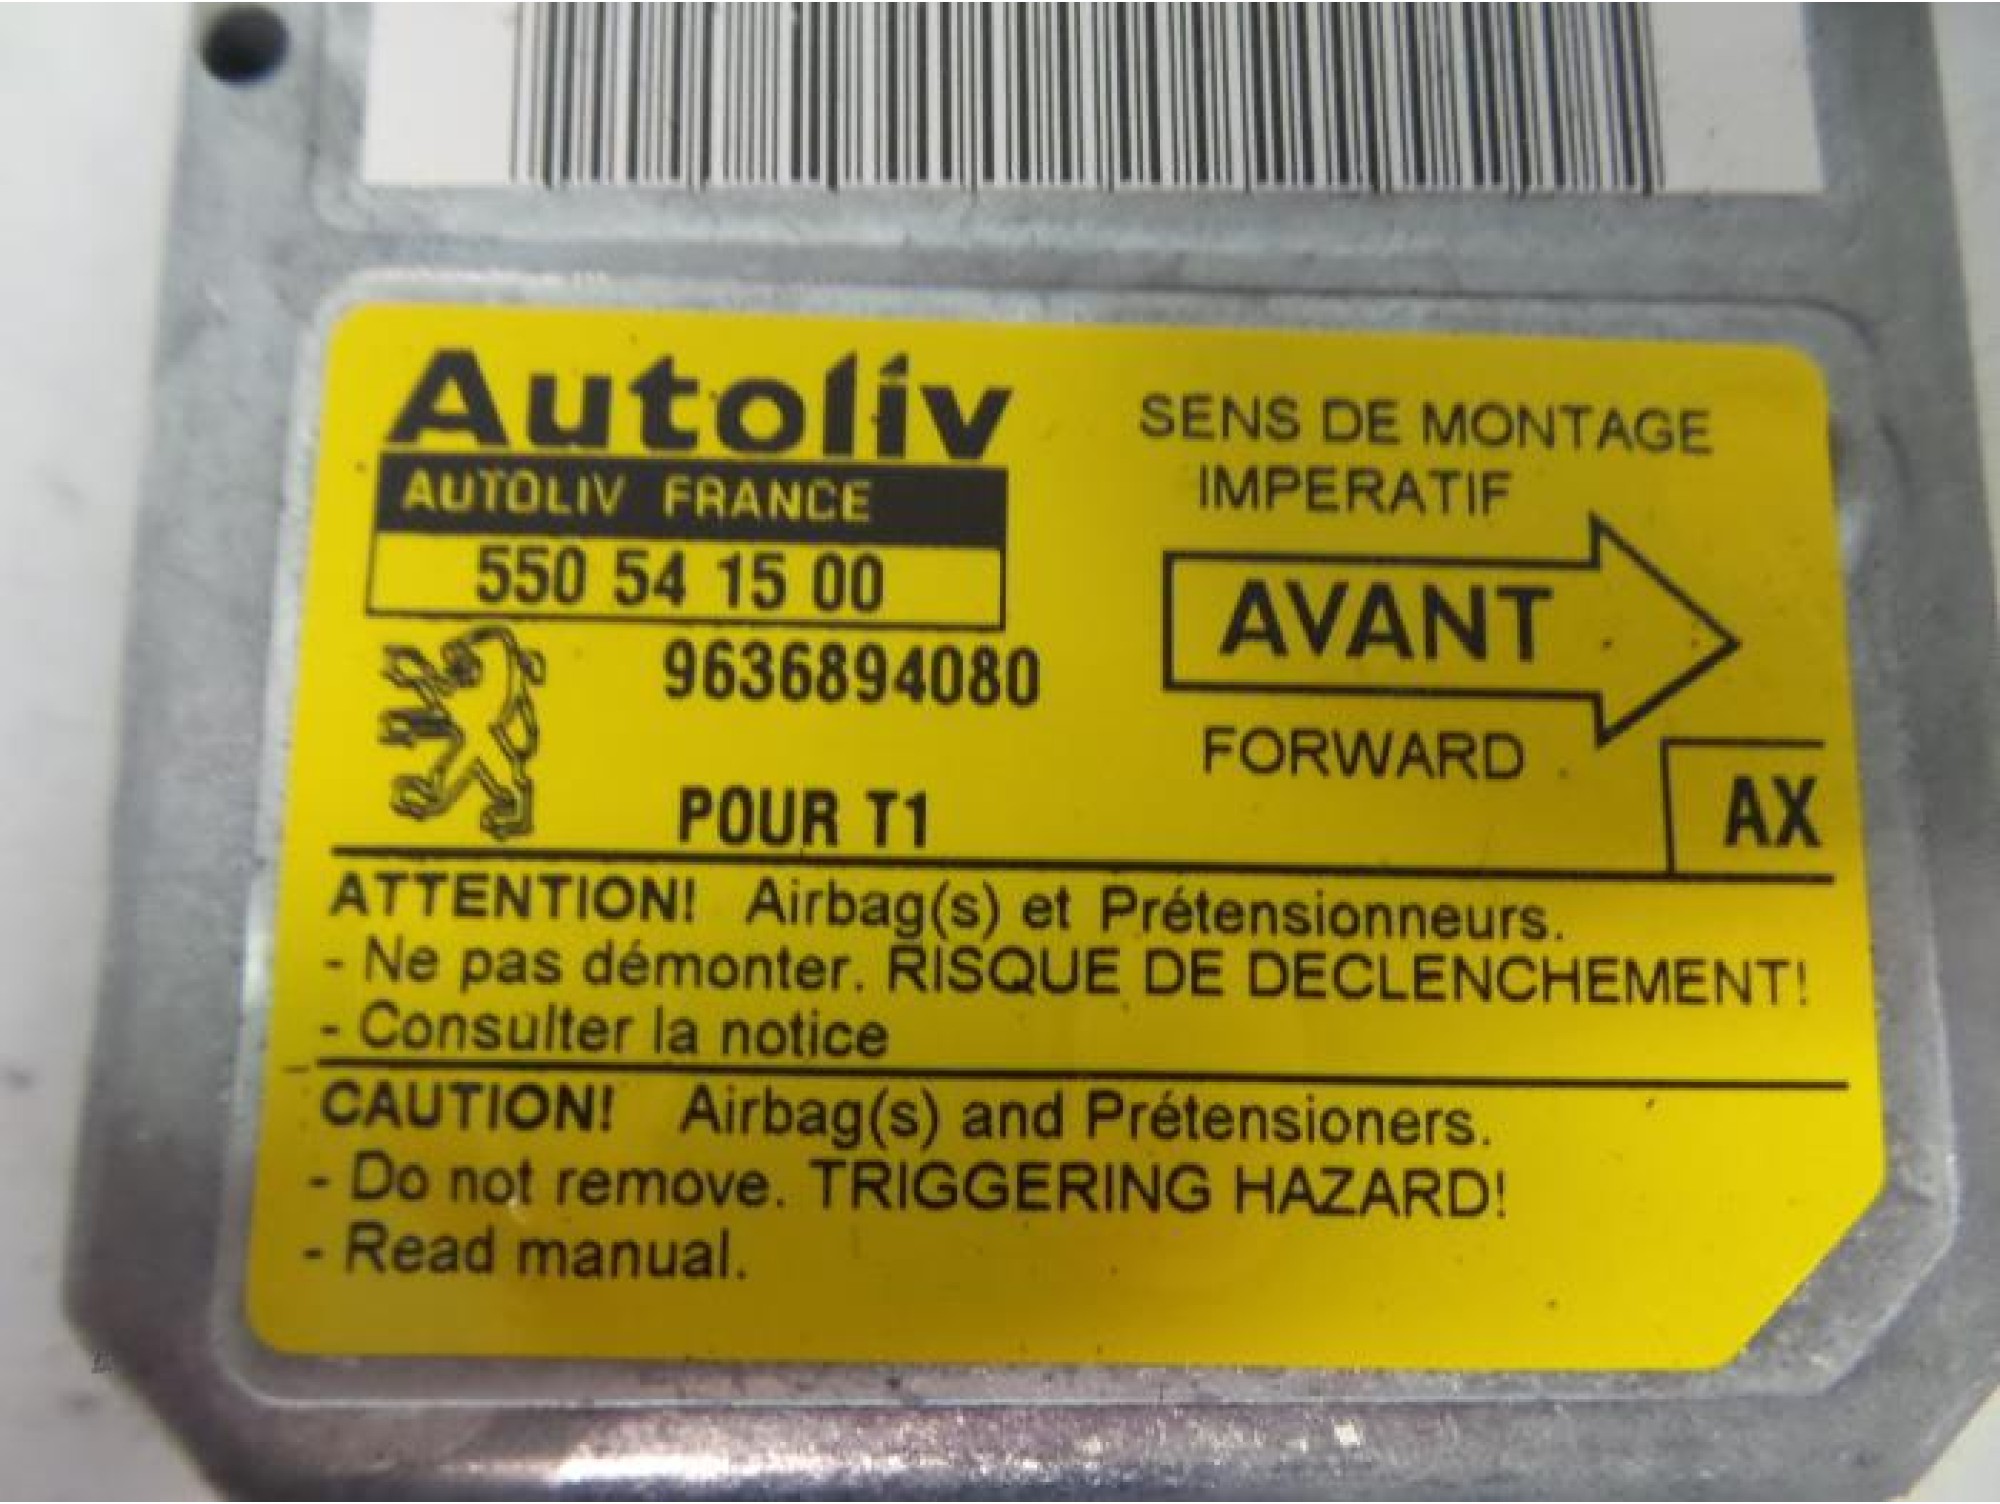 Autoliv
AUTOLIV FRANCE
550 54 15 00
9636894080
POUR T1
SENS DE MONTAGE
IMPERATIF
AVANT
FORWARD
AX
ATTENTION! Airbag(s) et Prétensionneurs.
- Ne pas démonter. RISQUE DE DECLENCHEMENT!
- Consulter la notice
CAUTION! Airbag(s) and Prétensioners.
- Do not remove. TRIGGERING HAZARD!
- Read manual.